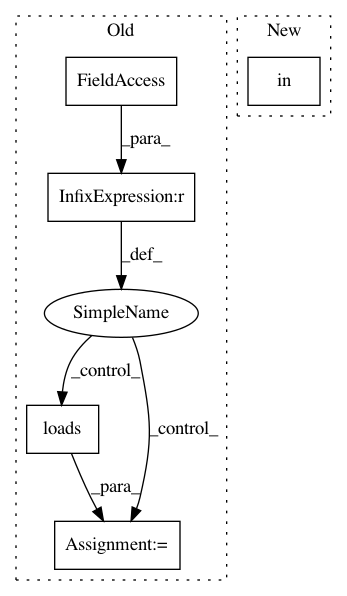 Old
New
FieldAccess
in
_para_
InfixExpression:r
_def_
SimpleName
_control_
_control_
loads
_para_
Assignment:=